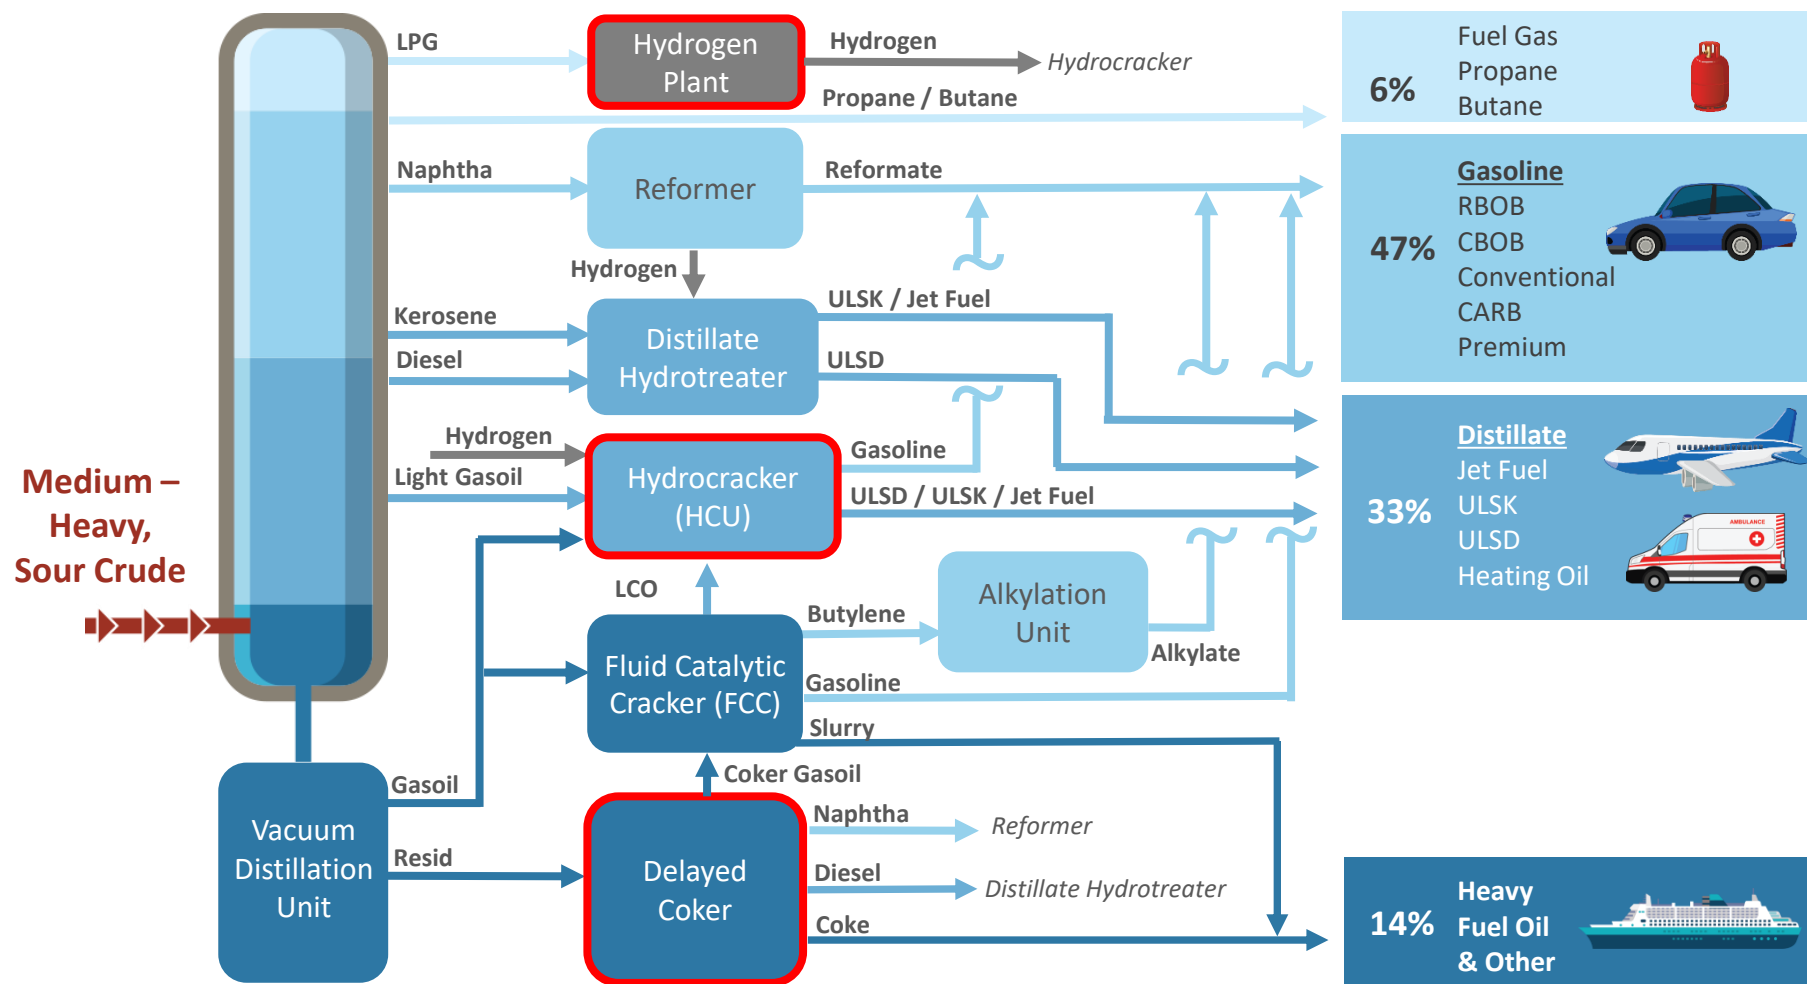 LPG
Hydrogen
Plant
Hydrogen
Hydrocracker
Propane / Butane
6%
Fuel Gas
Propane
Butane
Naphtha
Reformer
Reformate
Hydrogen
47%
Gasoline
RBOB
CBOB
Conventional
CARB
Premium
Kerosene
Diesel
Distillate
Hydrotreater
ULSK / Jet Fuel
ULSD
Hydrogen
Light Gasoil
Hydrocracker
(HCU)
Gasoline
ULSD / ULSK / Jet Fuel
33%
Distillate
Jet Fuel
ULSK
ULSD
Heating Oil
AMBULANCE
Medium –
Heavy,
Sour Crude
LCO
Fluid Catalytic
Cracker (FCC)
Butylene
Alkylation
Unit
Alkylate
Gasoline
Slurry
Gasoil
Coker Gasoil
Vacuum
Distillation
Unit
Resid
Delayed
Coker
Naphtha
Reformer
Diesel
Distillate Hydrotreater
Coke
14%
Heavy
Fuel Oil
& Other